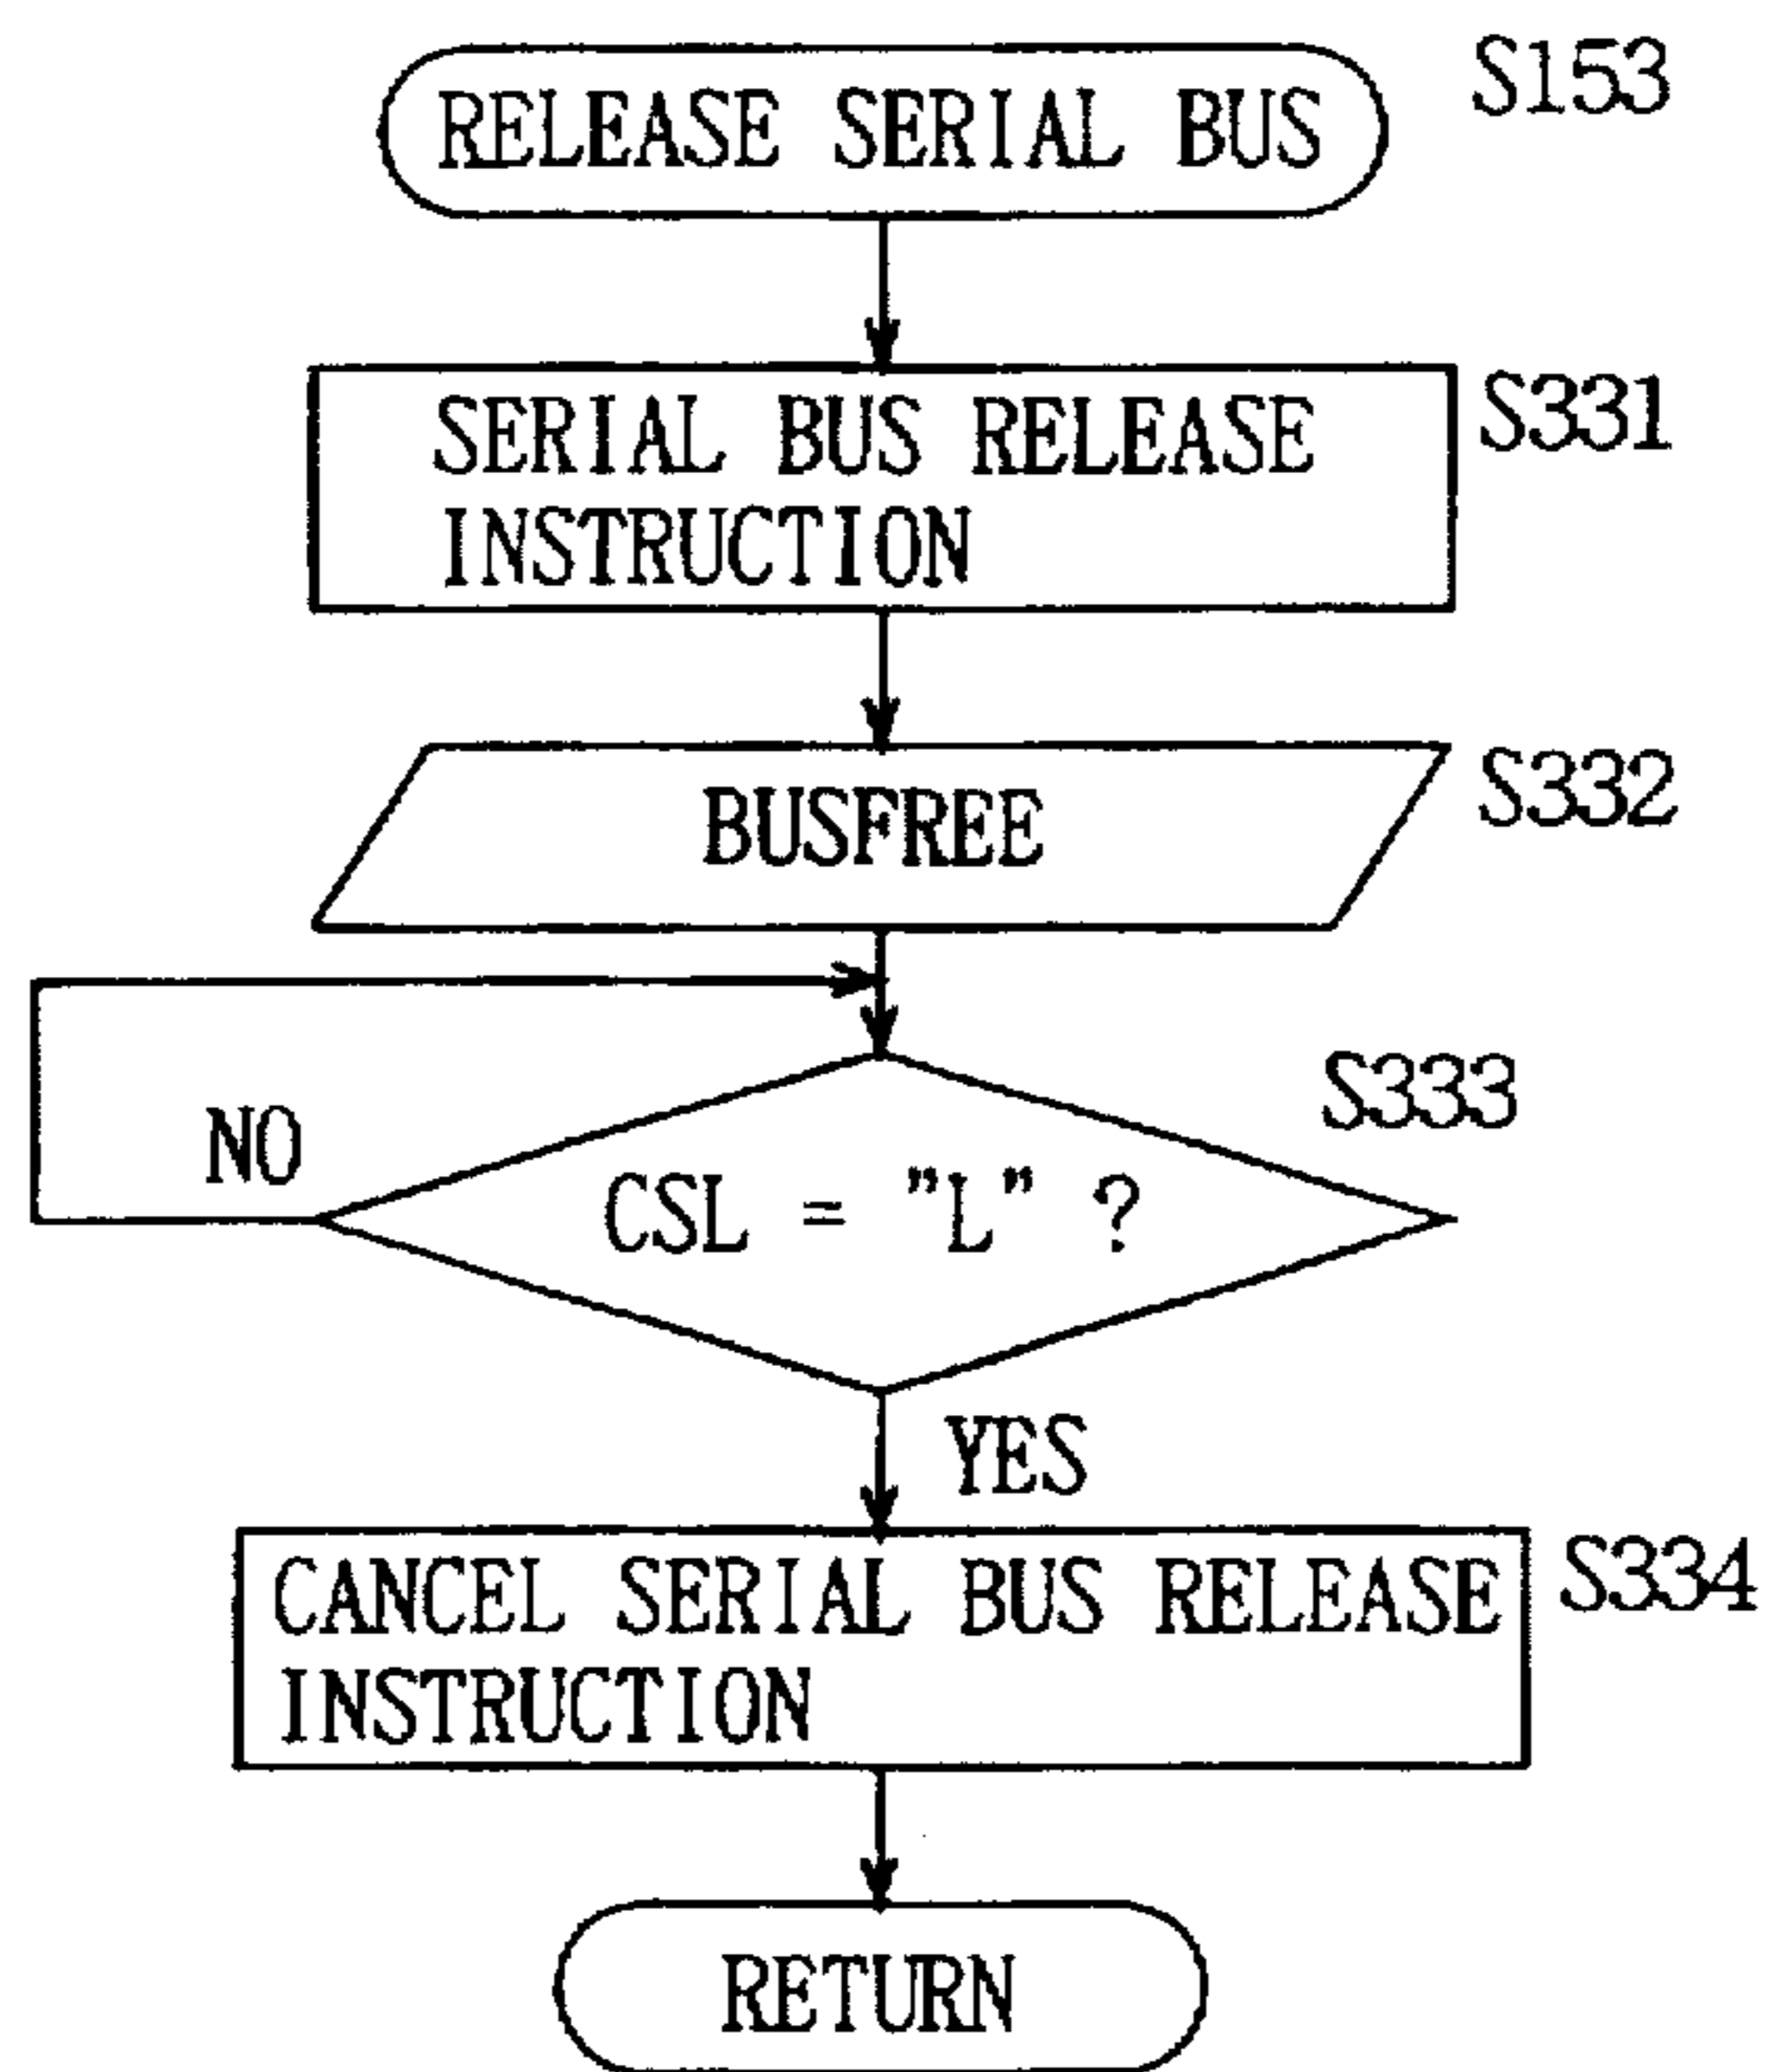 RELEASE SERIAL BUS
S153
SERIAL BUS RELEASE
INSTRUCTION
S331
BUSFREE
S332
S333
NO
CSL = "L" ?
YES
CANCEL SERIAL BUS RELEASE
INSTRUCTION
S334
RETURN